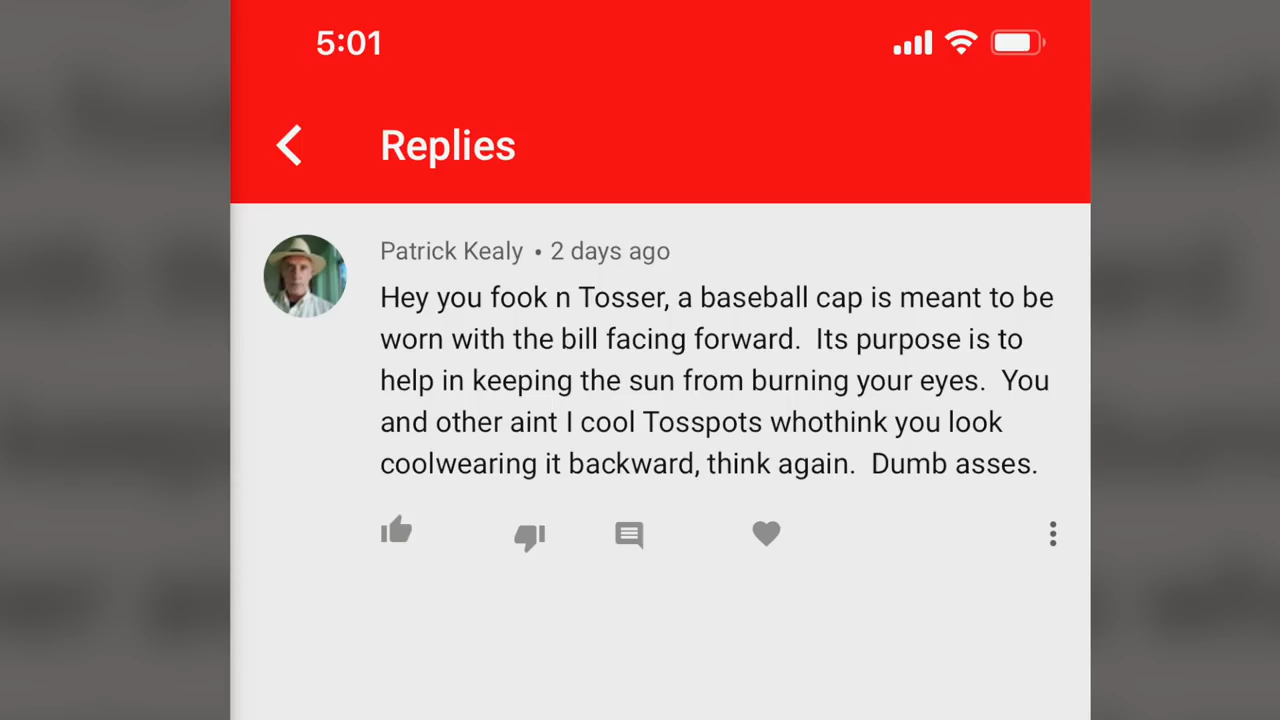 5:01
Replies
Patrick Kealy • 2 days ago
Hey you fook n Tosser, a baseball cap is meant to be
worn with the bill facing forward.  Its purpose is to
help in keeping the sun from burning your eyes.  You
and other aint I cool Tosspots whothink you look
coolwearing it backward, think again.  Dumb asses.